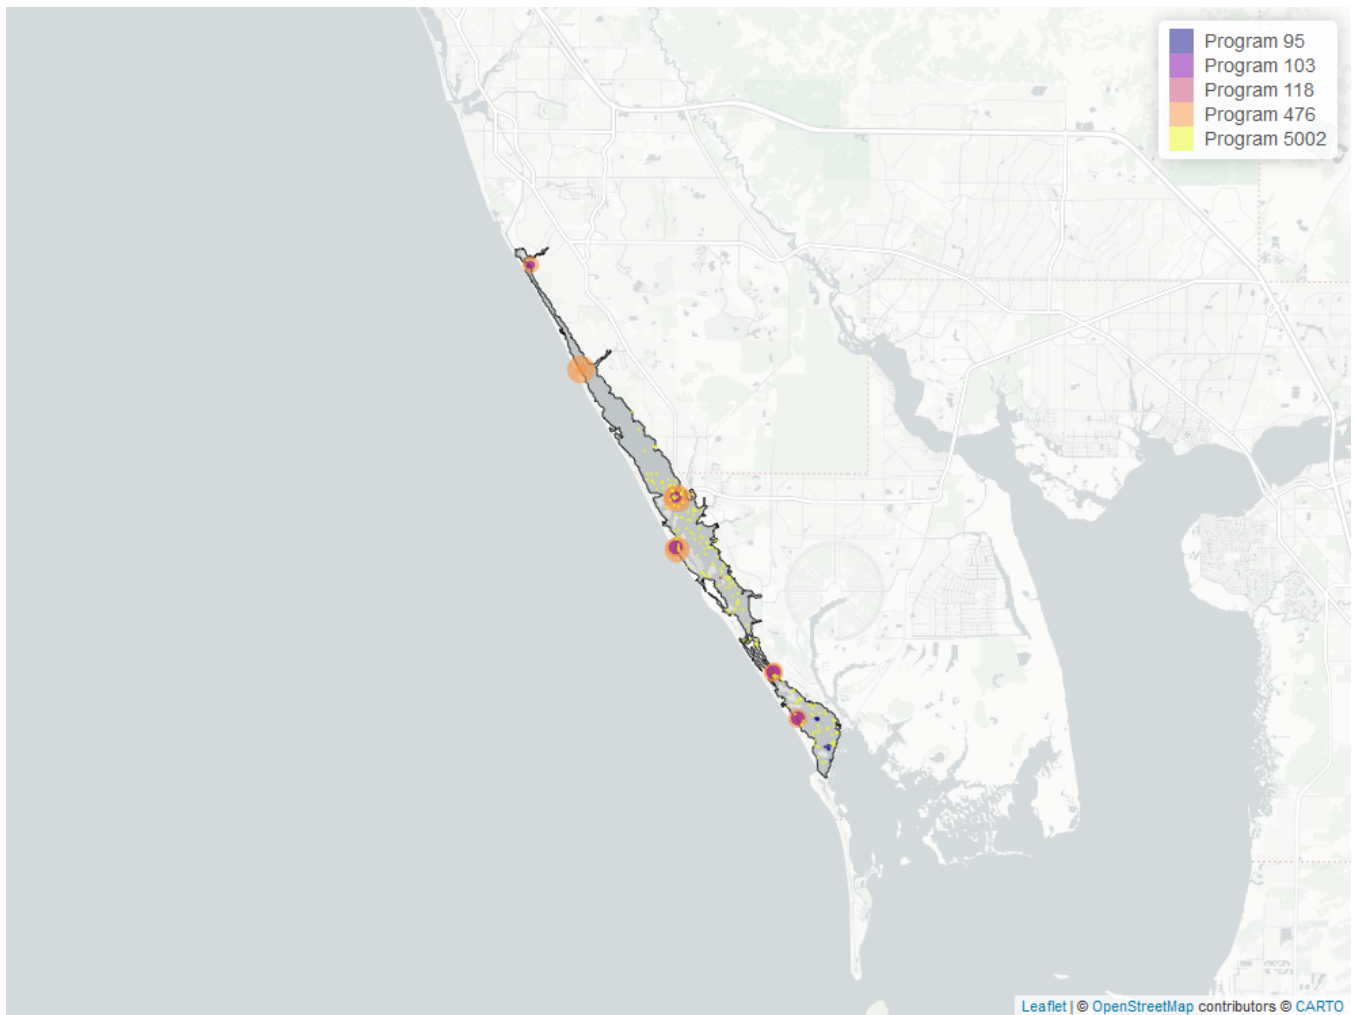 Program 95
Program 103
Program 118
Program 476
Program 5002
Leaflet | © OpenStreetMap contributors © CARTO